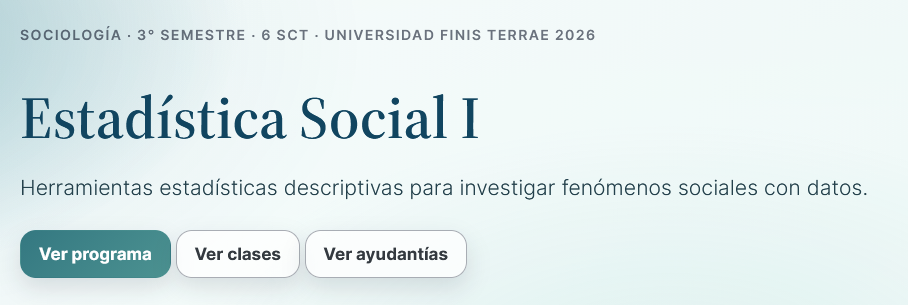 SOCIOLOGÍA · 3° SEMESTRE · 6 SCT · UNIVERSIDAD FINIS TERRAE 2026
Estadística Social I
Herramientas estadísticas descriptivas para investigar fenómenos sociales con datos.
Ver programa
Ver clases
Ver ayudantías